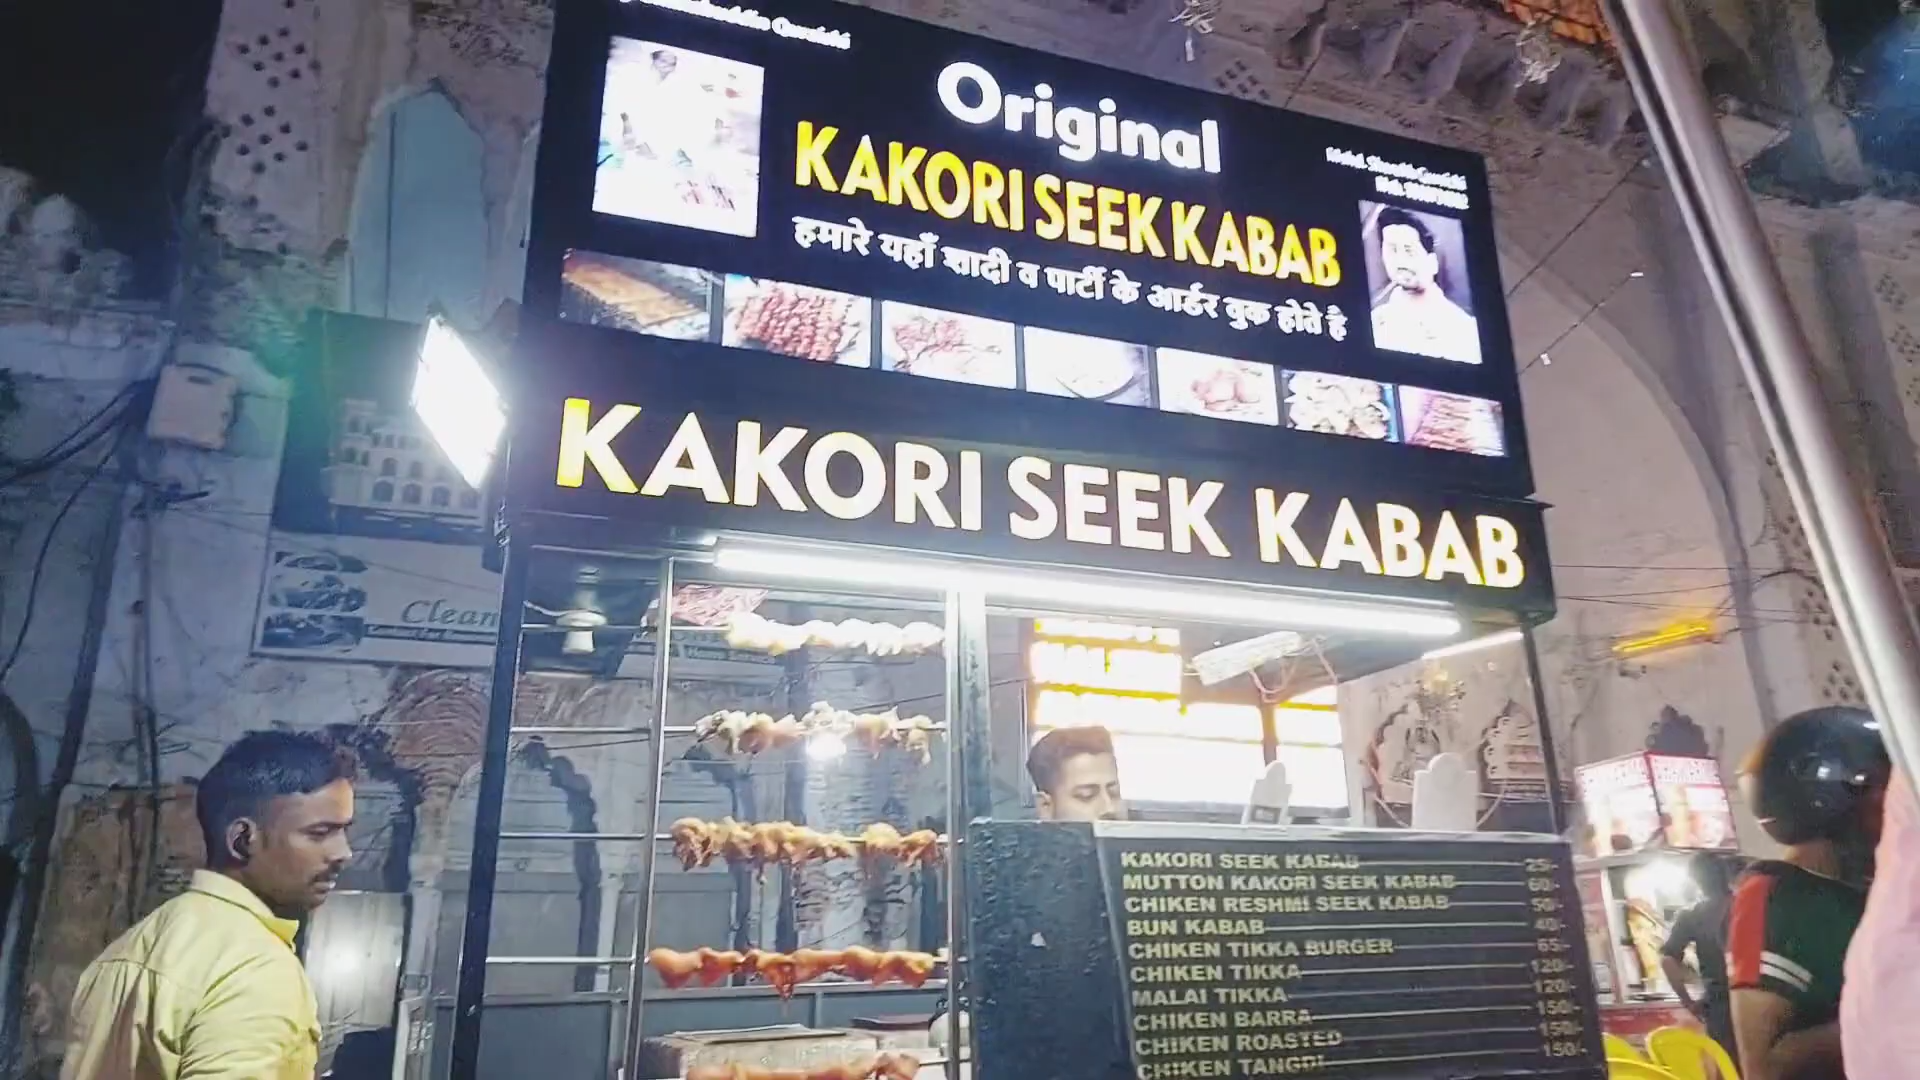 Original
KAKORI SEEK KABAB
हमारे यहाँ शादी व पार्टी के आर्डर बुक होते है
KAKORI SEEK KABAB
Clean
KAKORI SEEK KABAB 25/-
MUTTON KAKORI SEEK KABAB 60/-
CHIKEN RESHMI SEEK KABAB 50/-
BUN KABAB 40/-
CHIKEN TIKKA BURGER 65/-
CHIKEN TIKKA 120/-
MALAI TIKKA 120/-
CHIKEN BARRA 150/-
CHIKEN ROASTED 150/-
CHIKEN TANGDI 150/-